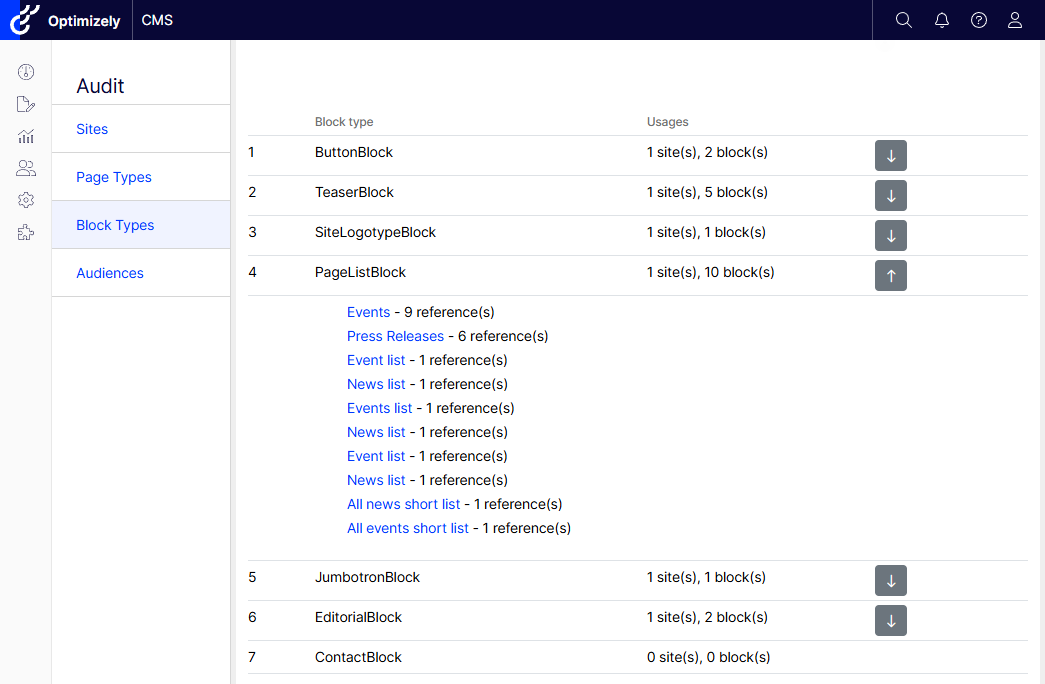 Optimizely CMS
Audit
Sites
Page Types
Block Types
Audiences
Block type Usages
1 ButtonBlock 1 site(s), 2 block(s)
2 TeaserBlock 1 site(s), 5 block(s)
3 SiteLogotypeBlock 1 site(s), 1 block(s)
4 PageListBlock 1 site(s), 10 block(s)
Events - 9 reference(s)
Press Releases - 6 reference(s)
Event list - 1 reference(s)
News list - 1 reference(s)
Events list - 1 reference(s)
News list - 1 reference(s)
Event list - 1 reference(s)
News list - 1 reference(s)
All news short list - 1 reference(s)
All events short list - 1 reference(s)
5 JumbotronBlock 1 site(s), 1 block(s)
6 EditorialBlock 1 site(s), 2 block(s)
7 ContactBlock 0 site(s), 0 block(s)